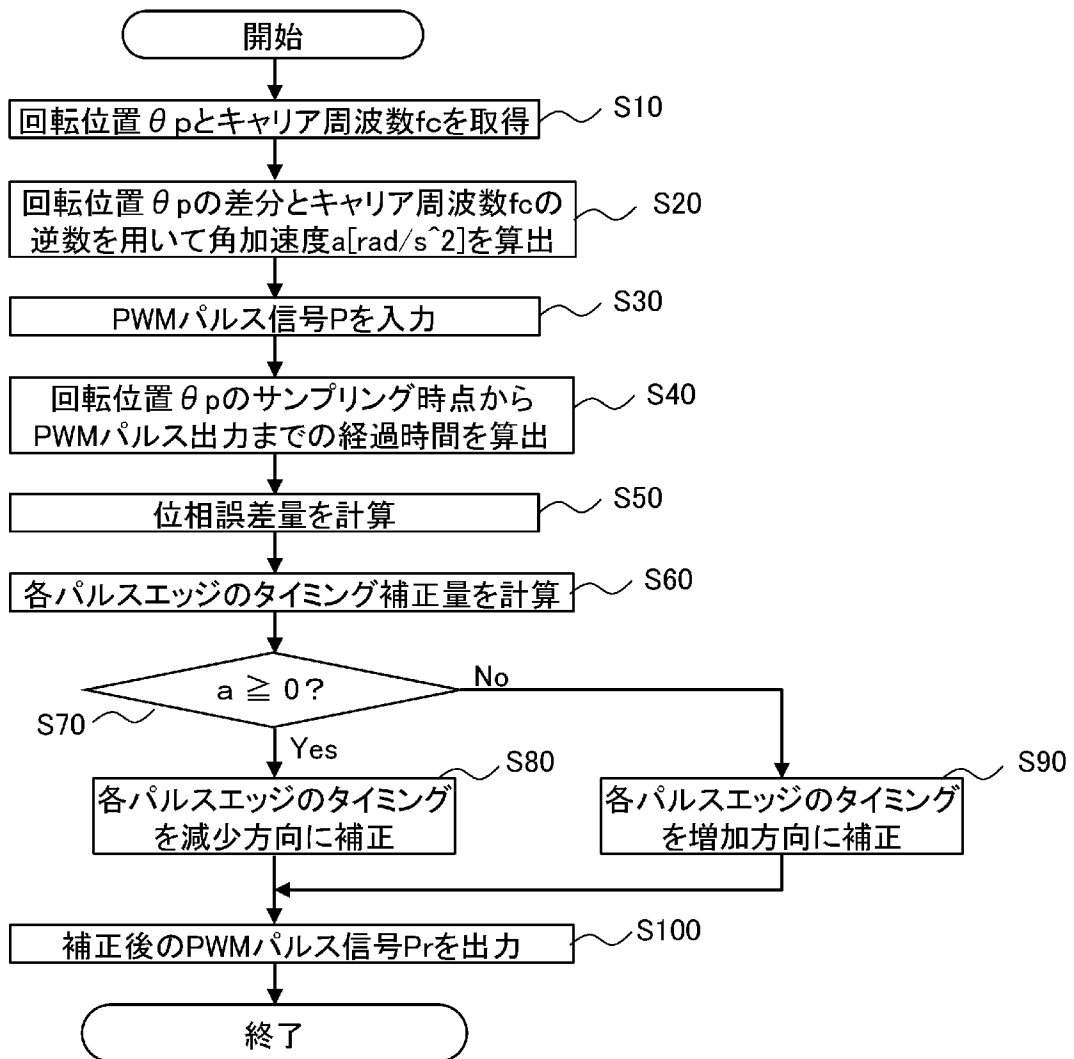 開始
回転位置θpとキャリア周波数fcを取得
S10
回転位置θpの差分とキャリア周波数fcの
逆数を用いて角加速度a[rad/s^2]を算出
S20
PWMパルス信号Pを入力
S30
回転位置θpのサンプリング時点から
PWMパルス出力までの経過時間を算出
S40
位相誤差量を計算
S50
各パルスエッジのタイミング補正量を計算
S60
a ≧ 0?
S70
No
Yes
各パルスエッジのタイミング
を減少方向に補正
S80
各パルスエッジのタイミング
を増加方向に補正
S90
補正後のPWMパルス信号Prを出力
S100
終了